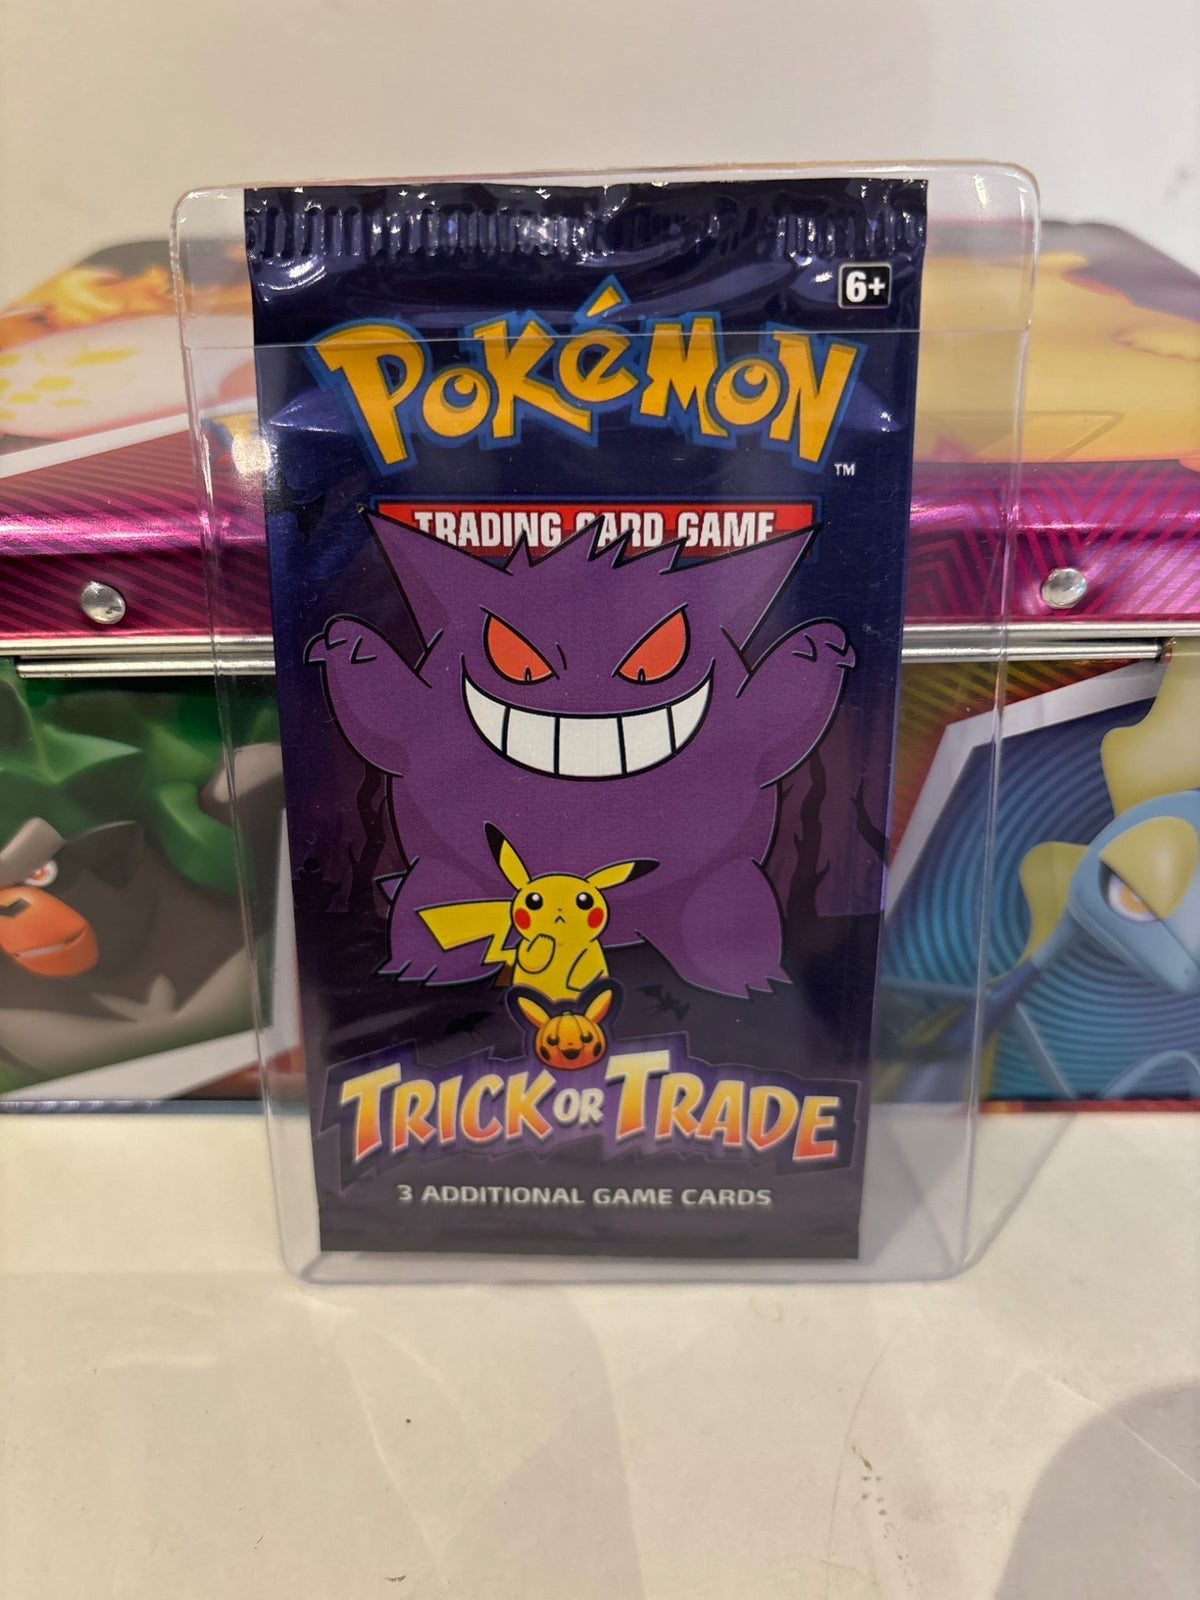 6+
POKéMON
TM
TRADING CARD GAME
TRICK OR TRADE
3 ADDITIONAL GAME CARDS